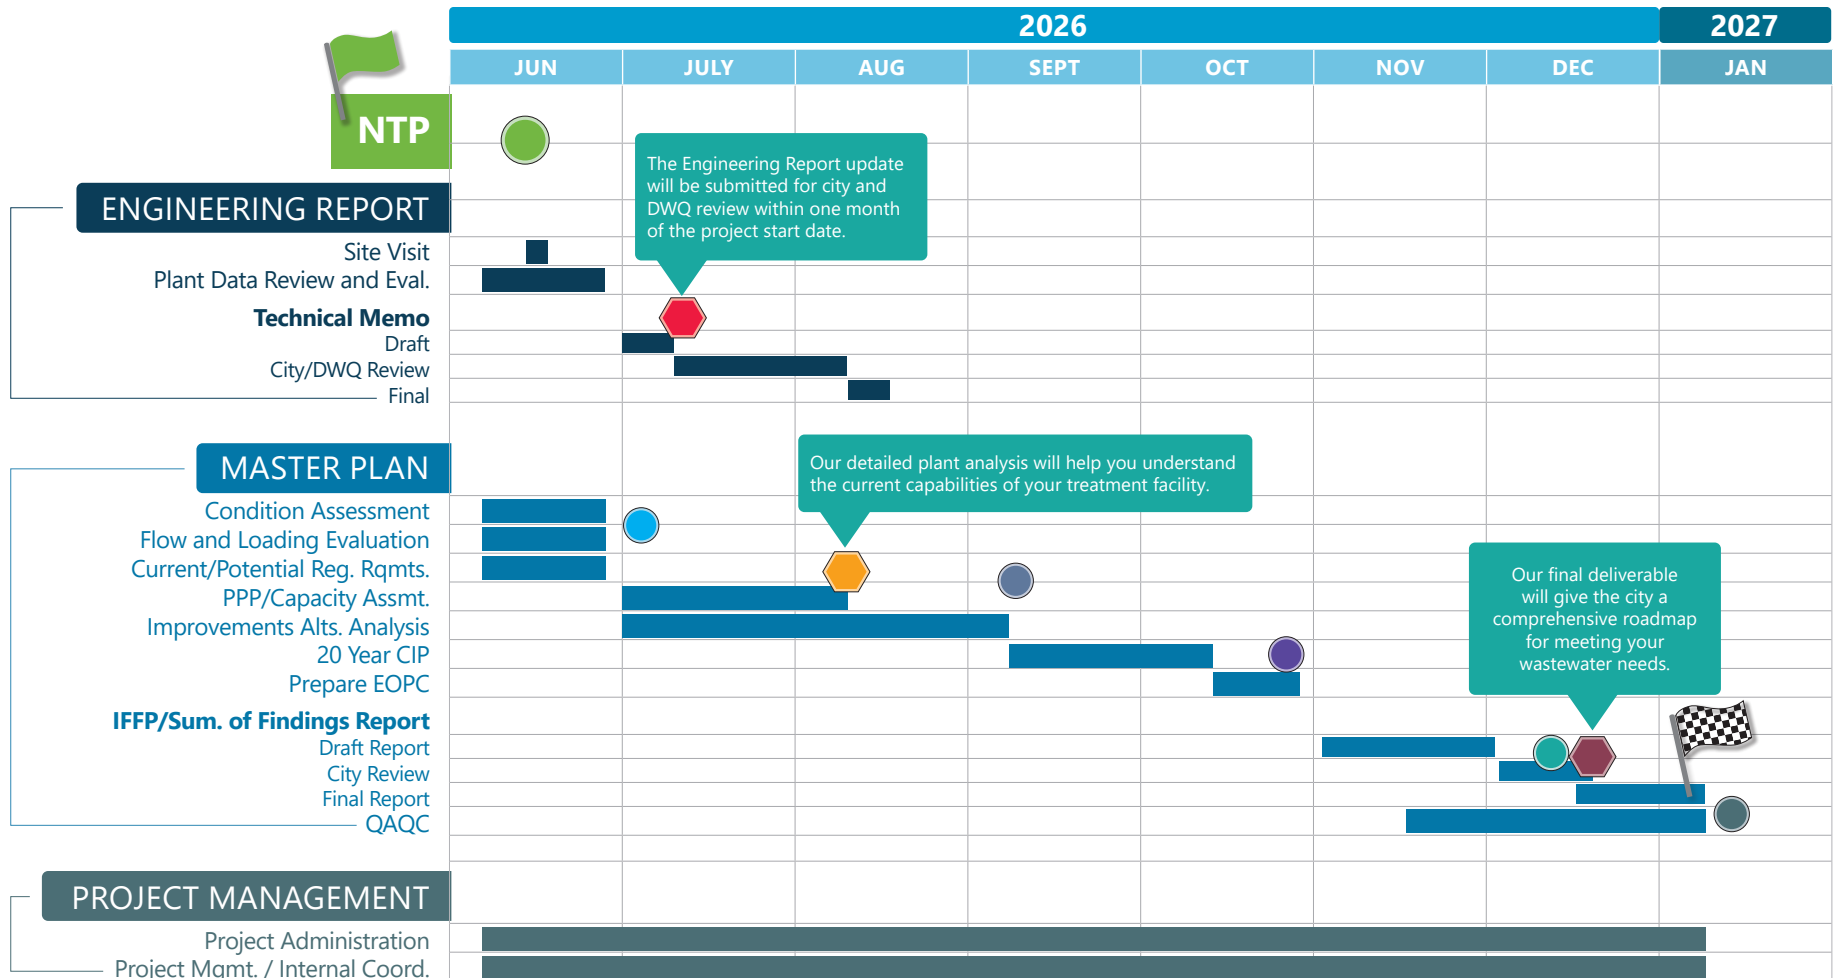 2026
2027
JUN
JULY
AUG
SEPT
OCT
NOV
DEC
JAN
NTP
The Engineering Report update
will be submitted for city and
DWQ review within one month
of the project start date.
ENGINEERING REPORT
Site Visit
Plant Data Review and Eval.
Technical Memo
Draft
City/DWQ Review
Final
MASTER PLAN
Our detailed plant analysis will help you understand
the current capabilities of your treatment facility.
Condition Assessment
Flow and Loading Evaluation
Current/Potential Reg. Rqmts.
PPP/Capacity Assmt.
Improvements Alts. Analysis
20 Year CIP
Prepare EOPC
Our final deliverable
will give the city a
comprehensive roadmap
for meeting your
wastewater needs.
IFFP/Sum. of Findings Report
Draft Report
City Review
Final Report
QAQC
PROJECT MANAGEMENT
Project Administration
Project Mgmt. / Internal Coord.